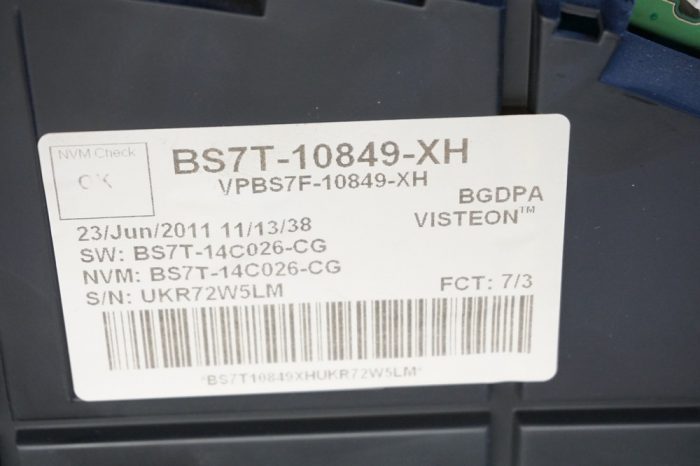 NVM Check
OK
BS7T-10849-XH
VPBS7F-10849-XH
BGDPA
VISTEON™
23/Jun/2011 11/13/38
SW: BS7T-14C026-CG
NVM: BS7T-14C026-CG
S/N: UKR72W5LM
FCT: 7/3
*BS7T10849XHUKR72W5LM*